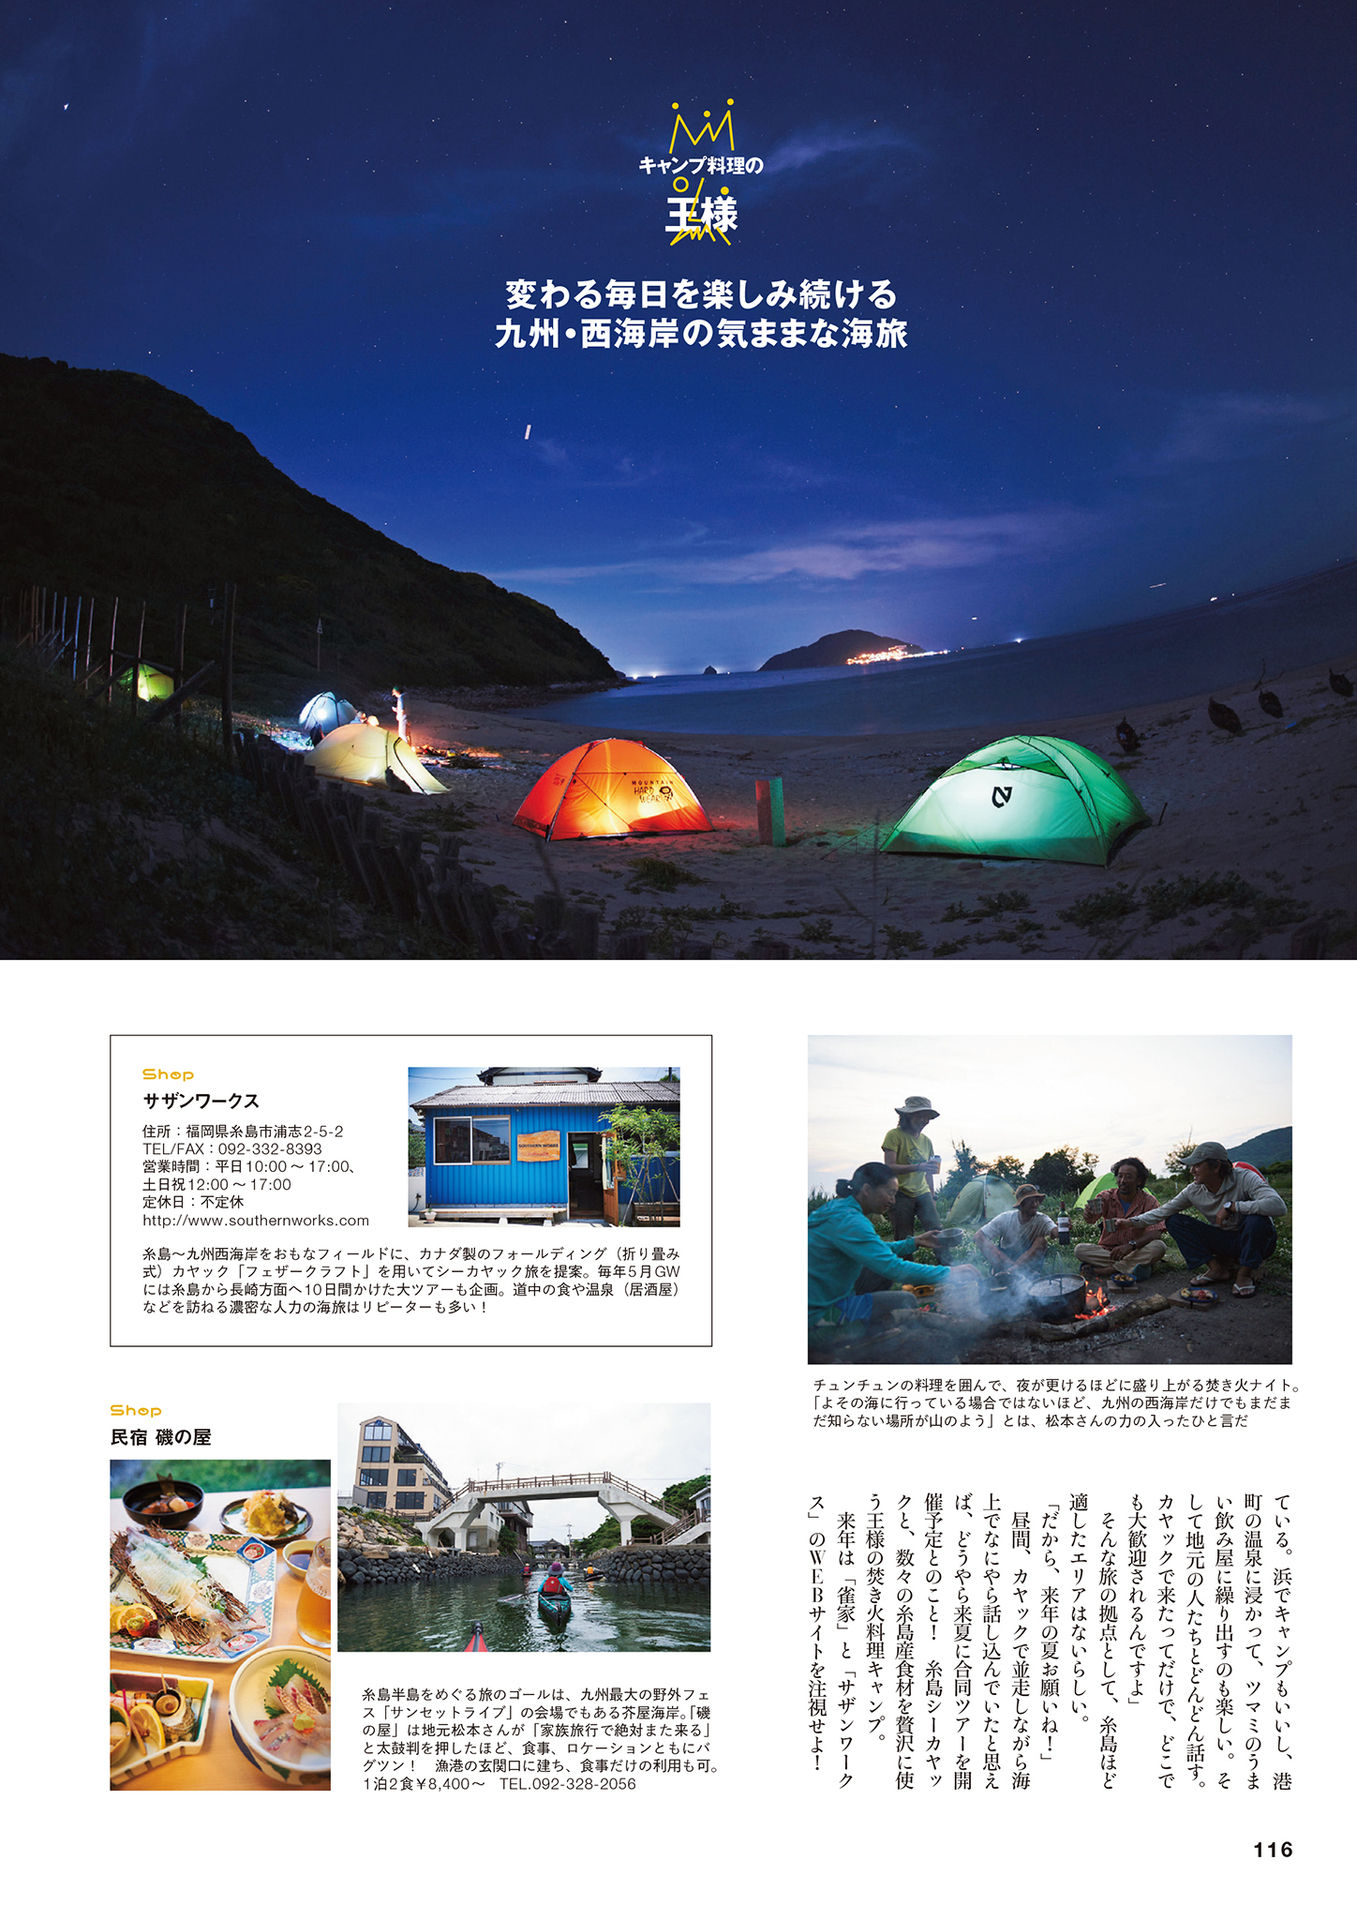 キャンプ料理の
王様
変わる毎日を楽しみ続ける
九州・西海岸の気ままな海旅
MOUNTAIN
HARD
WEAR
Shop
サザンワークス
住所：福岡県糸島市浦志2-5-2
TEL/FAX：092-332-8393
営業時間：平日10:00～17:00、
土日祝12:00～17:00
定休日：不定休
http://www.southernworks.com
SOUTHERN WORKS
糸島〜九州西海岸をおもなフィールドに、カナダ製のフォールディング（折り畳み
式）カヤック「フェザークラフト」を用いてシーカヤック旅を提案。毎年5月GW
には糸島から長崎方面へ10日間かけた大ツアーも企画。道中の食や温泉（居酒屋）
などを訪ねる濃密な人力の海旅はリピーターも多い！
Shop
民宿 磯の屋
糸島半島をめぐる旅のゴールは、九州最大の野外フェ
ス「サンセットライブ」の会場でもある芥屋海岸。「磯
の屋」は地元松本さんが「家族旅行で絶対また来る」
と太鼓判を押したほど、食事、ロケーションともにバ
グツン！　漁港の玄関口に建ち、食事だけの利用も可。
1泊2食¥8,400〜　TEL.092-328-2056
チュンチュンの料理を囲んで、夜が更けるほどに盛り上がる焚き火ナイト。
「よその海に行っている場合ではないほど、九州の西海岸だけでもまだま
だ知らない場所が山のよう」とは、松本さんの力の入ったひと言だ
ている。浜でキャンプもいいし、港
町の温泉に浸かって、ツマミのうま
い飲み屋に繰り出すのも楽しい。そ
して地元の人たちとどんどん話す。
カヤックで来たってだけで、どこで
も大歓迎されるんですよ」
そんな旅の拠点として、糸島ほど
適したエリアはないらしい。
「だから、来年の夏お願いね！」
昼間、カヤックで並走しながら海
上でなにやら話し込んでいたと思え
ば、どうやら来夏に合同ツアーを開
催予定とのこと！　糸島シーカヤッ
クと、数々の糸島産食材を贅沢に使
う王様の焚き火料理キャンプ。
来年は「雀家」と「サザンワーク
ス」のWEBサイトを注視せよ！
116